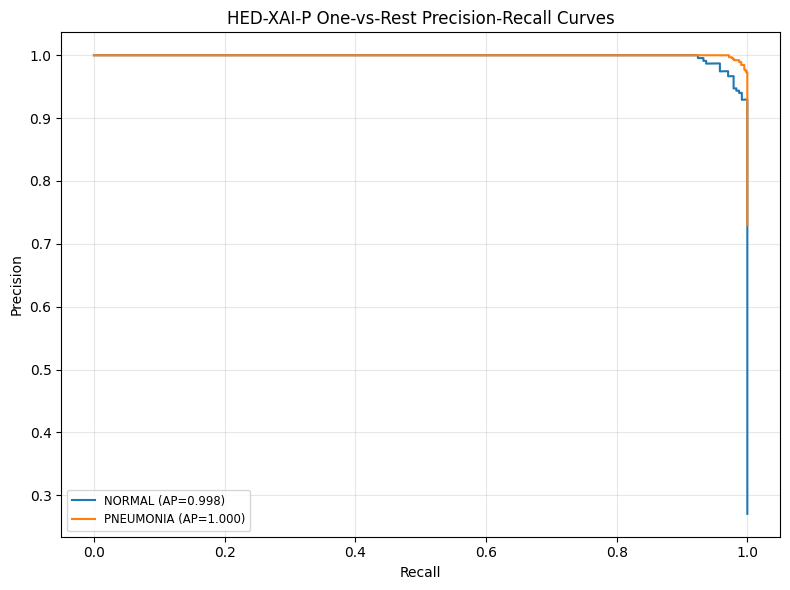 HED-XAI-P One-vs-Rest Precision-Recall Curves
1.0
0.9
0.8
0.7
0.6
0.5
0.4
0.3
Precision
NORMAL (AP=0.998)
PNEUMONIA (AP=1.000)
0.0 0.2 0.4 0.6 0.8 1.0
Recall